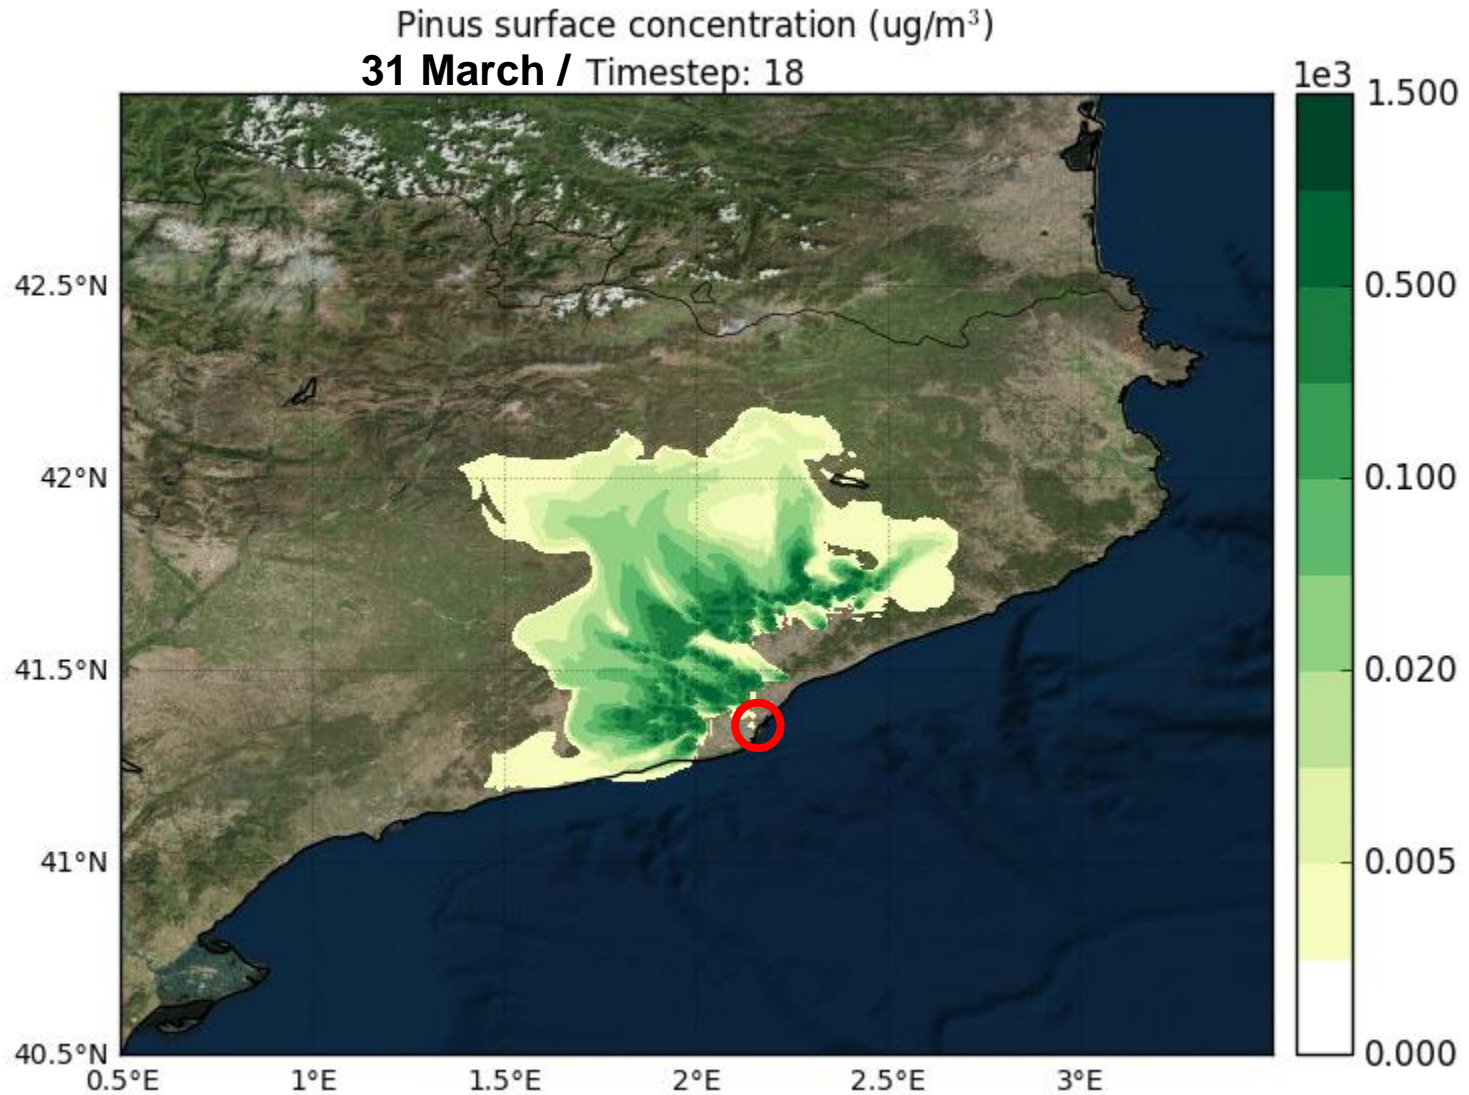 Pinus surface concentration (ug/m³)
31 March / Timestep: 18
1e3
1.500
0.500
0.100
0.020
0.005
0.000
42.5°N
42°N
41.5°N
41°N
40.5°N
0.5°E
1°E
1.5°E
2°E
2.5°E
3°E